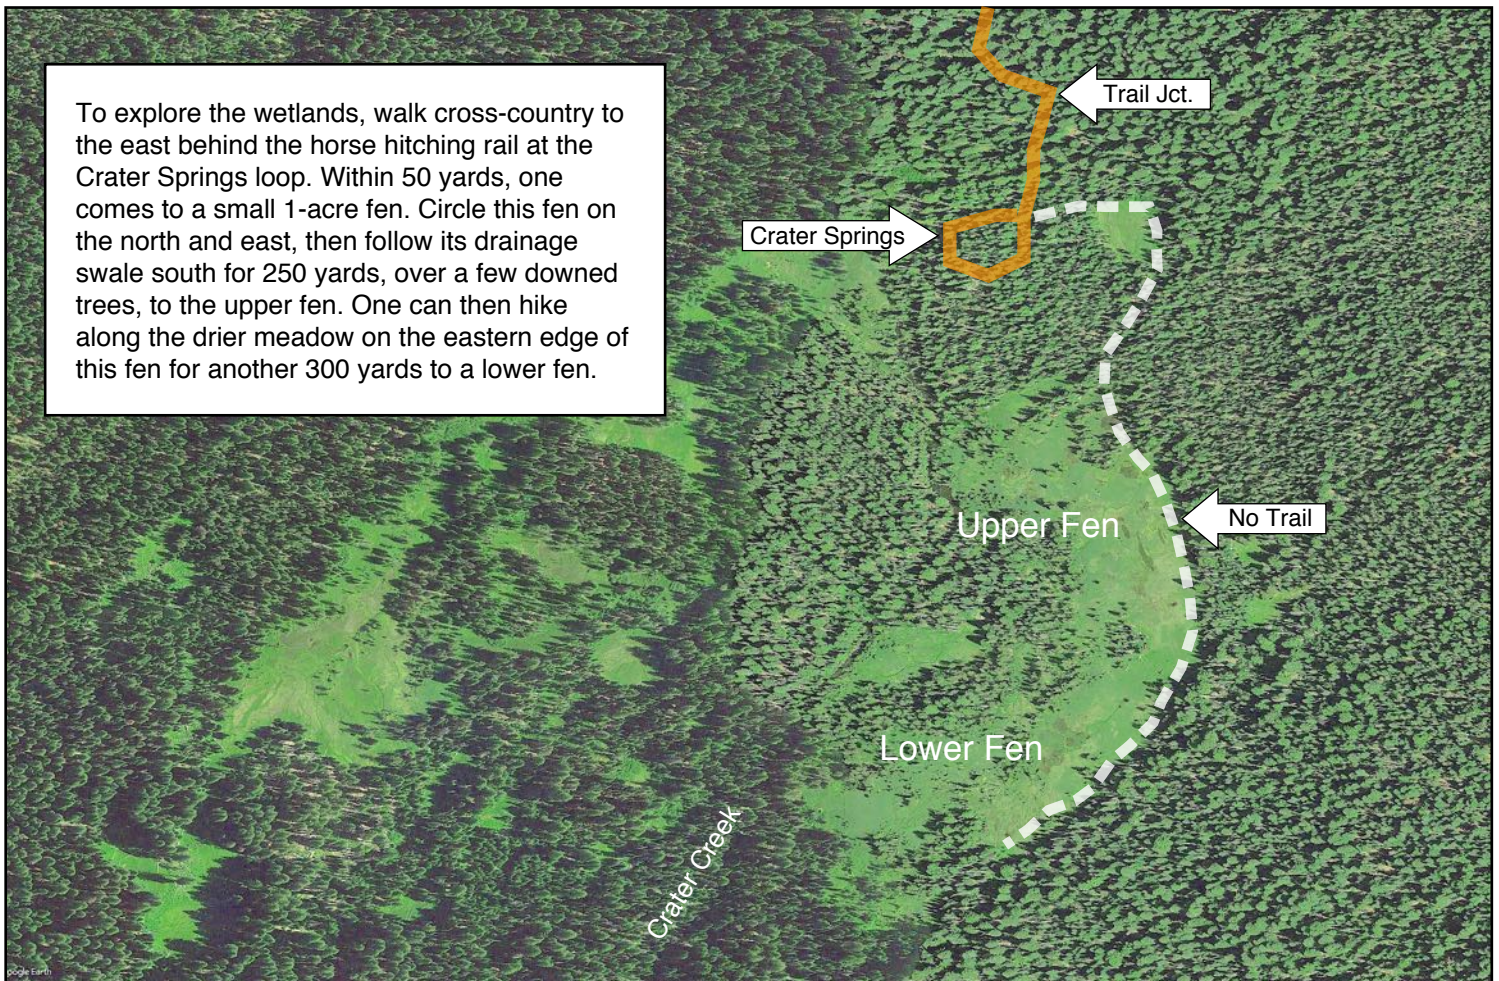 To explore the wetlands, walk cross-country to
the east behind the horse hitching rail at the
Crater Springs loop. Within 50 yards, one
comes to a small 1-acre fen. Circle this fen on
the north and east, then follow its drainage
swale south for 250 yards, over a few downed
trees, to the upper fen. One can then hike
along the drier meadow on the eastern edge of
this fen for another 300 yards to a lower fen.
Trail Jct.
Crater Springs
Upper Fen
No Trail
Lower Fen
Crater Creek
oogle Earth